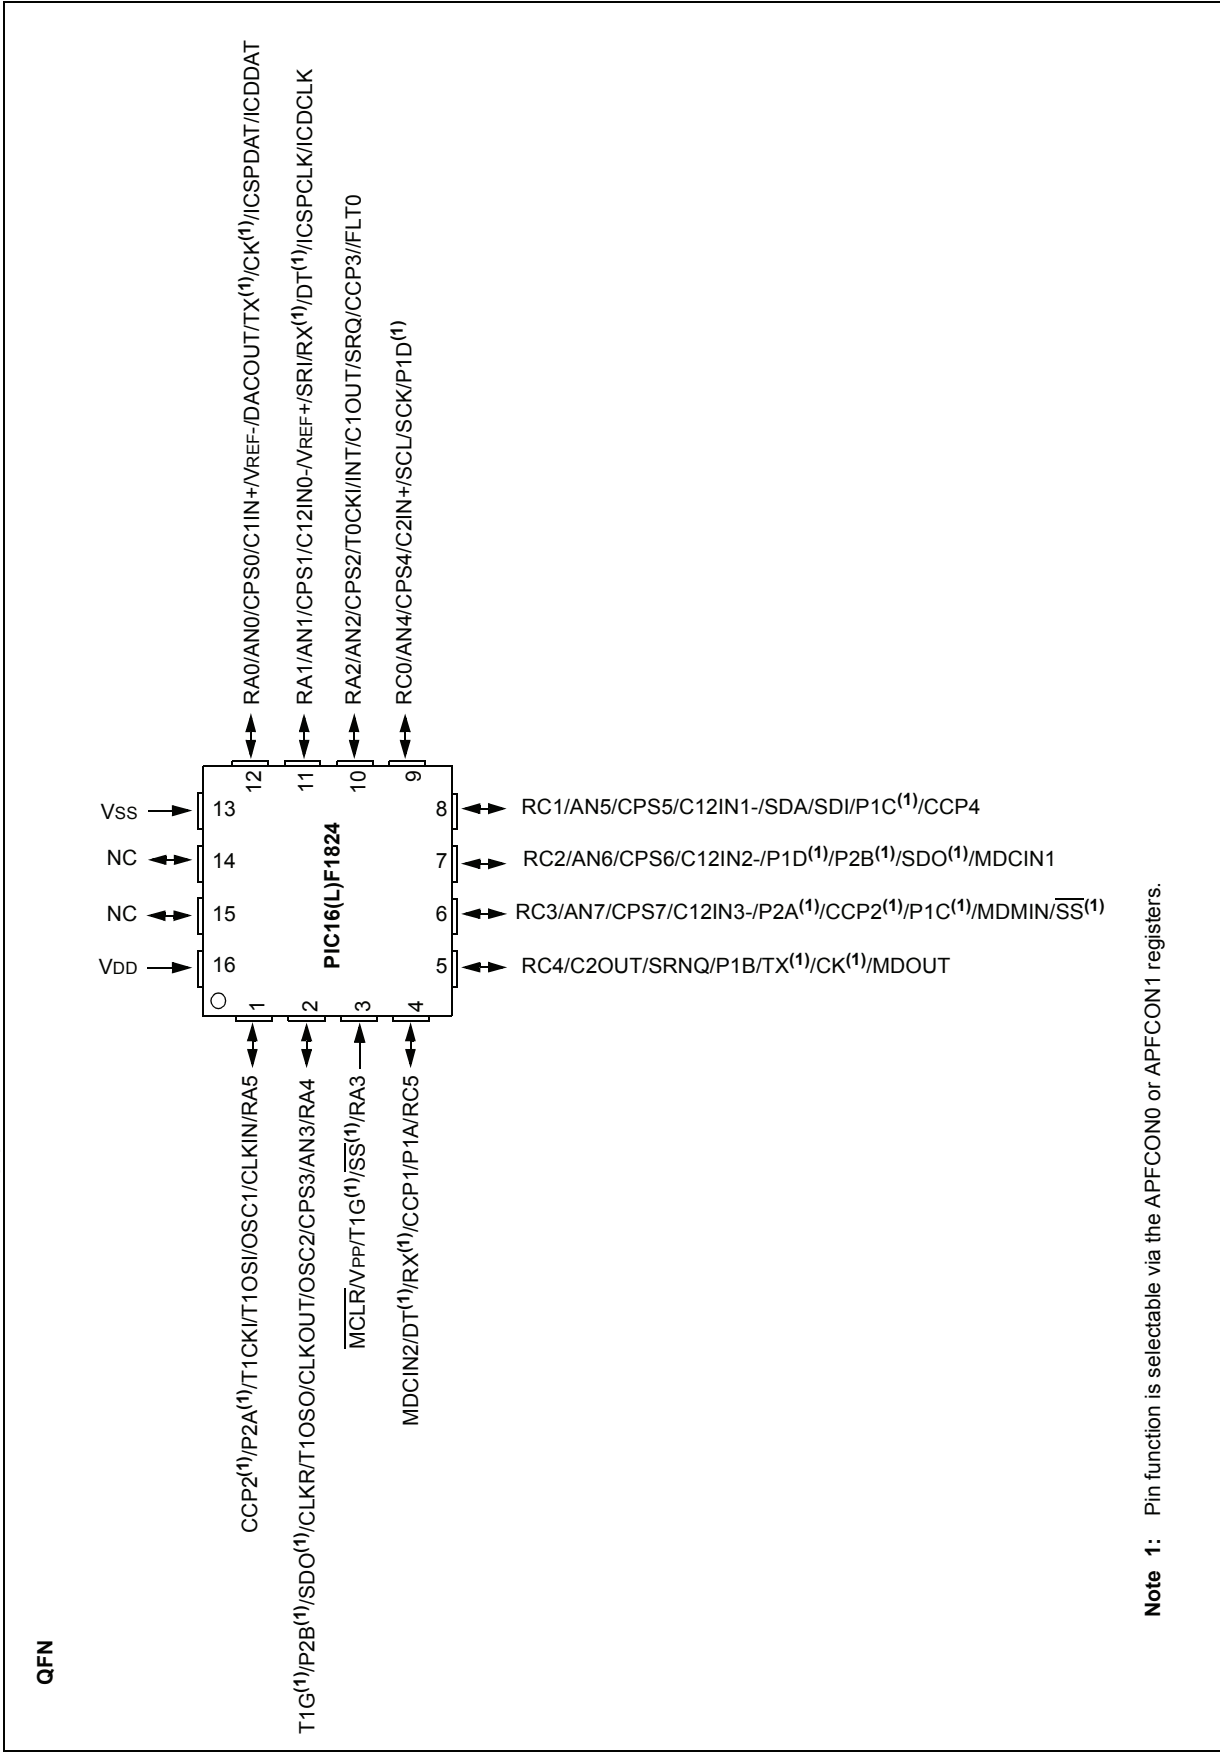 QFN
VSS
NC
NC
VDD
13
14
15
16
PIC16(L)F1824
CCP2(1)/P2A(1)/T1CKI/T1OSI/OSC1/CLKIN/RA5
1
T1G(1)/P2B(1)/SDO(1)/CLKR/T1OSO/CLKOUT/OSC2/CPS3/AN3/RA4
2
MCLR/VPP/T1G(1)/SS(1)/RA3
3
MDCIN2/DT(1)/RX(1)/CCP1/P1A/RC5
4
12
RA0/AN0/CPS0/C1IN+/VREF-/DACOUT/TX(1)/CK(1)/ICSPDAT/ICDDAT
11
RA1/AN1/CPS1/C12IN0-/VREF+/SRI/RX(1)/DT(1)/ICSPCLK/ICDCLK
10
RA2/AN2/CPS2/T0CKI/INT/C1OUT/SRQ/CCP3//FLT0
9
RC0/AN4/CPS4/C2IN+/SCL/SCK/P1D(1)
8
RC1/AN5/CPS5/C12IN1-/SDA/SDI/P1C(1)/CCP4
7
RC2/AN6/CPS6/C12IN2-/P1D(1)/P2B(1)/SDO(1)/MDCIN1
6
RC3/AN7/CPS7/C12IN3-/P2A(1)/CCP2(1)/P1C(1)/MDMIN/SS(1)
5
RC4/C2OUT/SRNQ/P1B/TX(1)/CK(1)/MDOUT
Note 1: Pin function is selectable via the APFCON0 or APFCON1 registers.